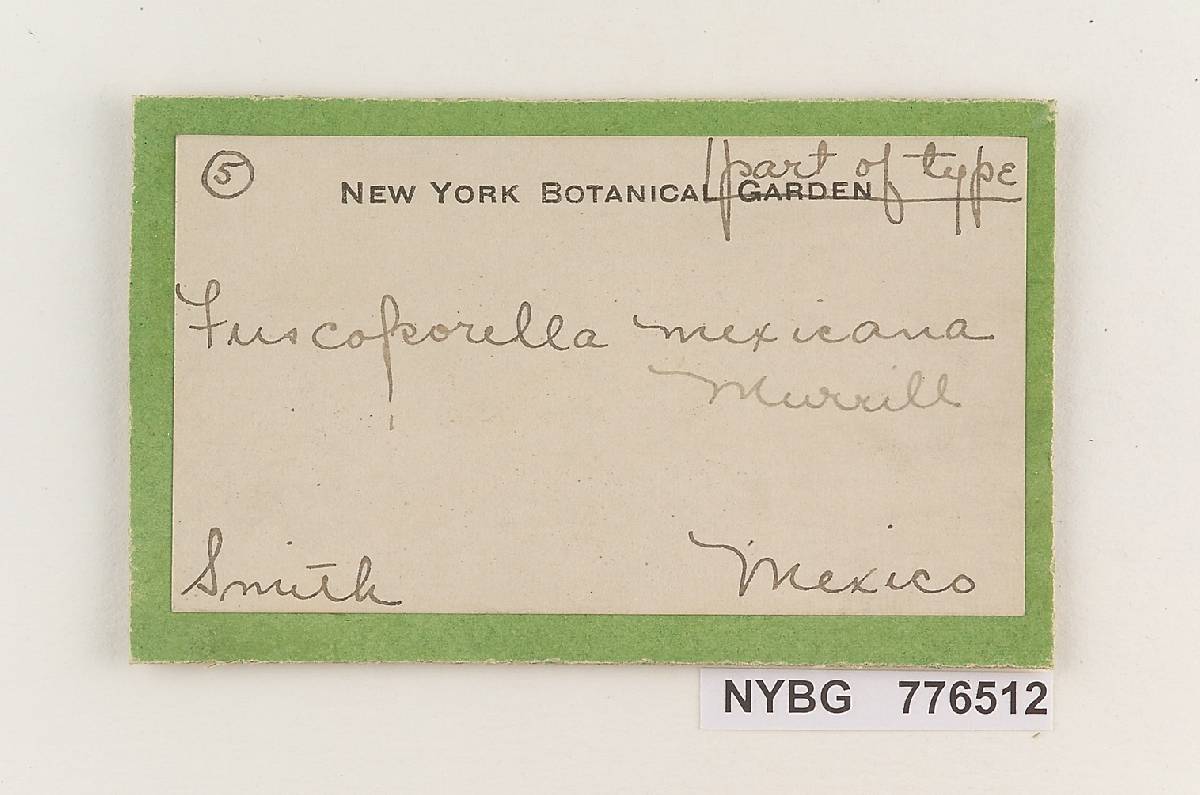 5
part of type
NEW YORK BOTANICAL GARDEN
Fuscoporella mexicana
Murrill
Smith Mexico
NYBG 776512